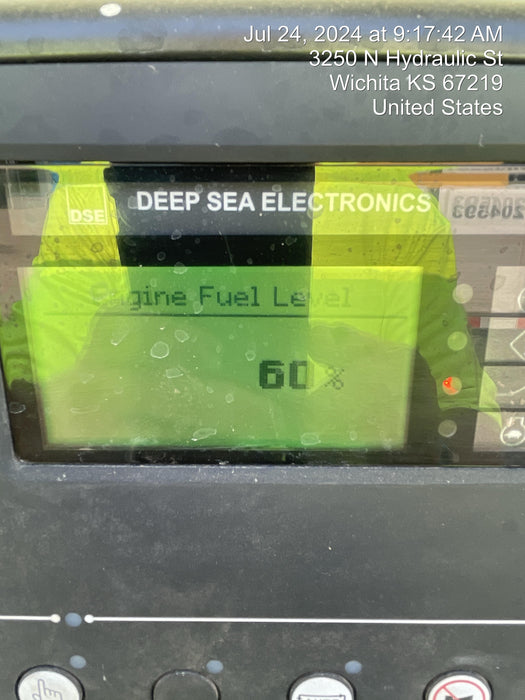 Jul 24, 2024 at 9:17:42 AM
3250 N Hydraulic St
Wichita KS 67219
United States
DSE
DEEP SEA ELECTRONICS
Engine Fuel Level
60 %